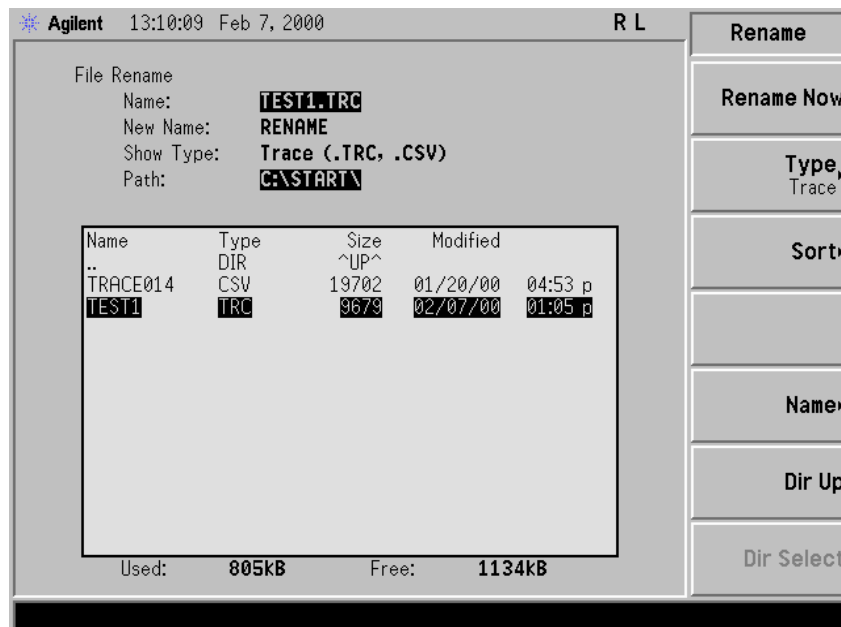 Agilent 13:10:09 Feb 7, 2000 R L
Rename
File Rename
Name: TEST1.TRC
New Name: RENAME
Show Type: Trace (.TRC, .CSV)
Path: C:\START\
Name Type Size Modified
.. DIR ^UP^
TRACE014 CSV 19702 01/20/00 04:53 p
TEST1 TRC 9679 02/07/00 01:05 p
Used: 805kB Free: 1134kB
Rename Now
Type
Trace
Sort
Name
Dir Up
Dir Select